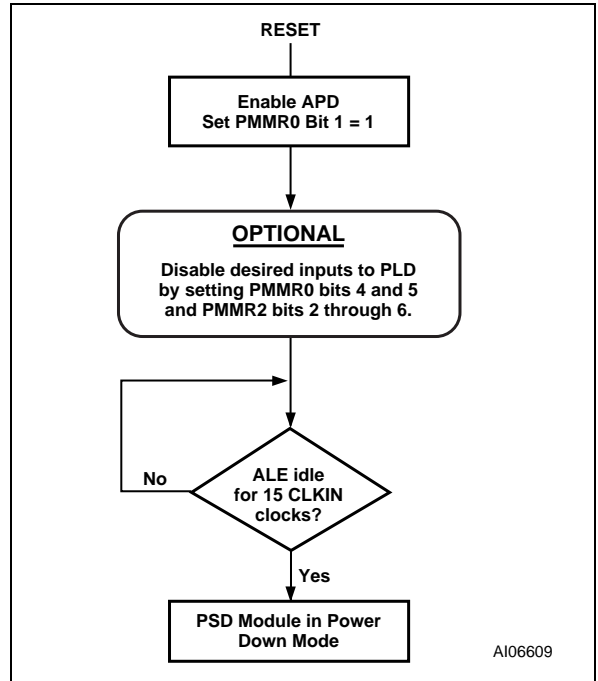 RESET
Enable APD
Set PMMR0 Bit 1 = 1
OPTIONAL
Disable desired inputs to PLD
by setting PMMR0 bits 4 and 5
and PMMR2 bits 2 through 6.
No
ALE idle
for 15 CLKIN
clocks?
Yes
PSD Module in Power
Down Mode
AI06609